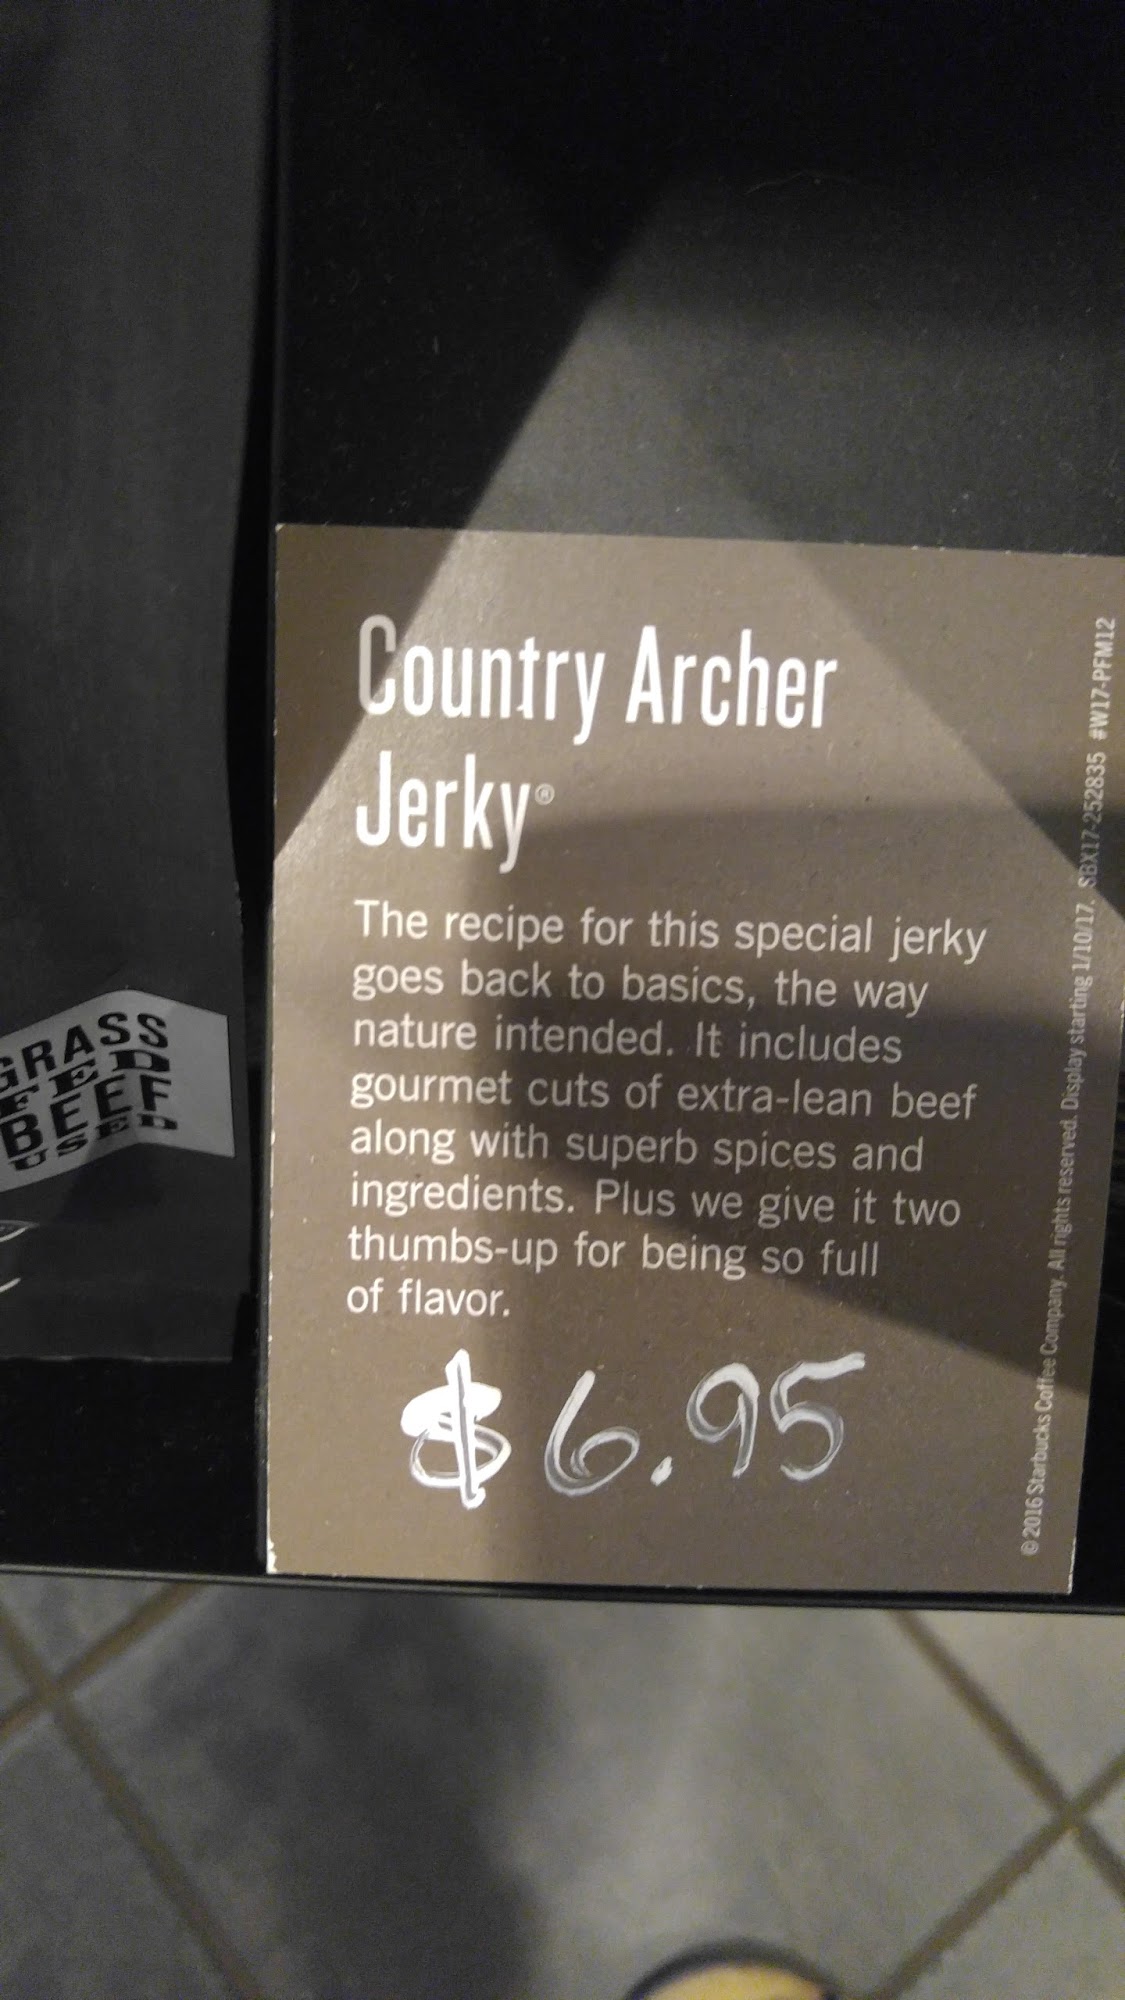 GRASS
FED
BEEF
USED
Country Archer
Jerky®
The recipe for this special jerky
goes back to basics, the way
nature intended. It includes
gourmet cuts of extra-lean beef
along with superb spices and
ingredients. Plus we give it two
thumbs-up for being so full
of flavor.
$6.95
© 2016 Starbucks Coffee Company. All rights reserved. Display starting 1/10/17. SBX17-252835 #W17-PFM12